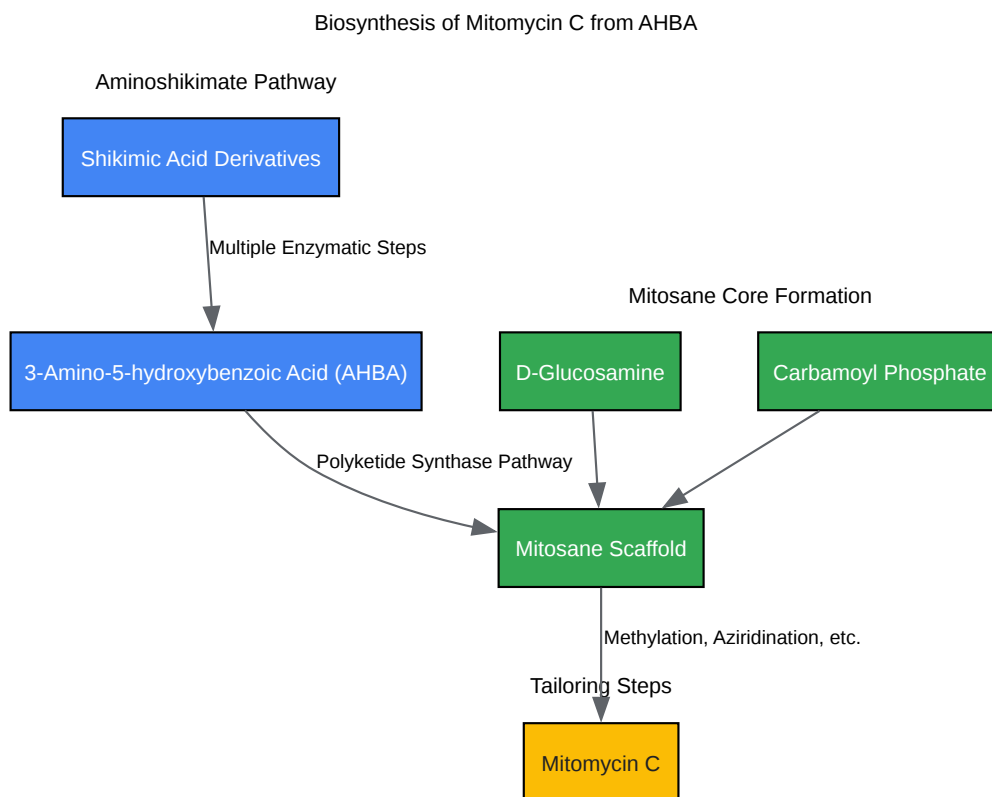 Biosynthesis of Mitomycin C from AHBA
Aminoshikimate Pathway
Shikimic Acid Derivatives
Multiple Enzymatic Steps
Mitosane Core Formation
3-Amino-5-hydroxybenzoic Acid (AHBA)
D-Glucosamine
Carbamoyl Phosphate
Polyketide Synthase Pathway
Mitosane Scaffold
Methylation, Aziridination, etc.
Tailoring Steps
Mitomycin C